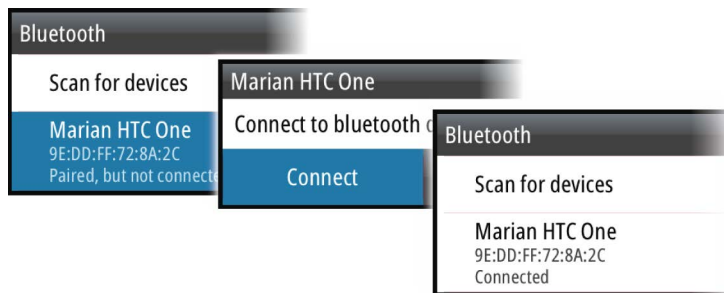 Bluetooth
Scan for devices
Marian HTC One
9E:DD:FF:72:8A:2C
Paired, but not connecte
Marian HTC One
Connect to bluetooth
Connect
Bluetooth
Scan for devices
Marian HTC One
9E:DD:FF:72:8A:2C
Connected